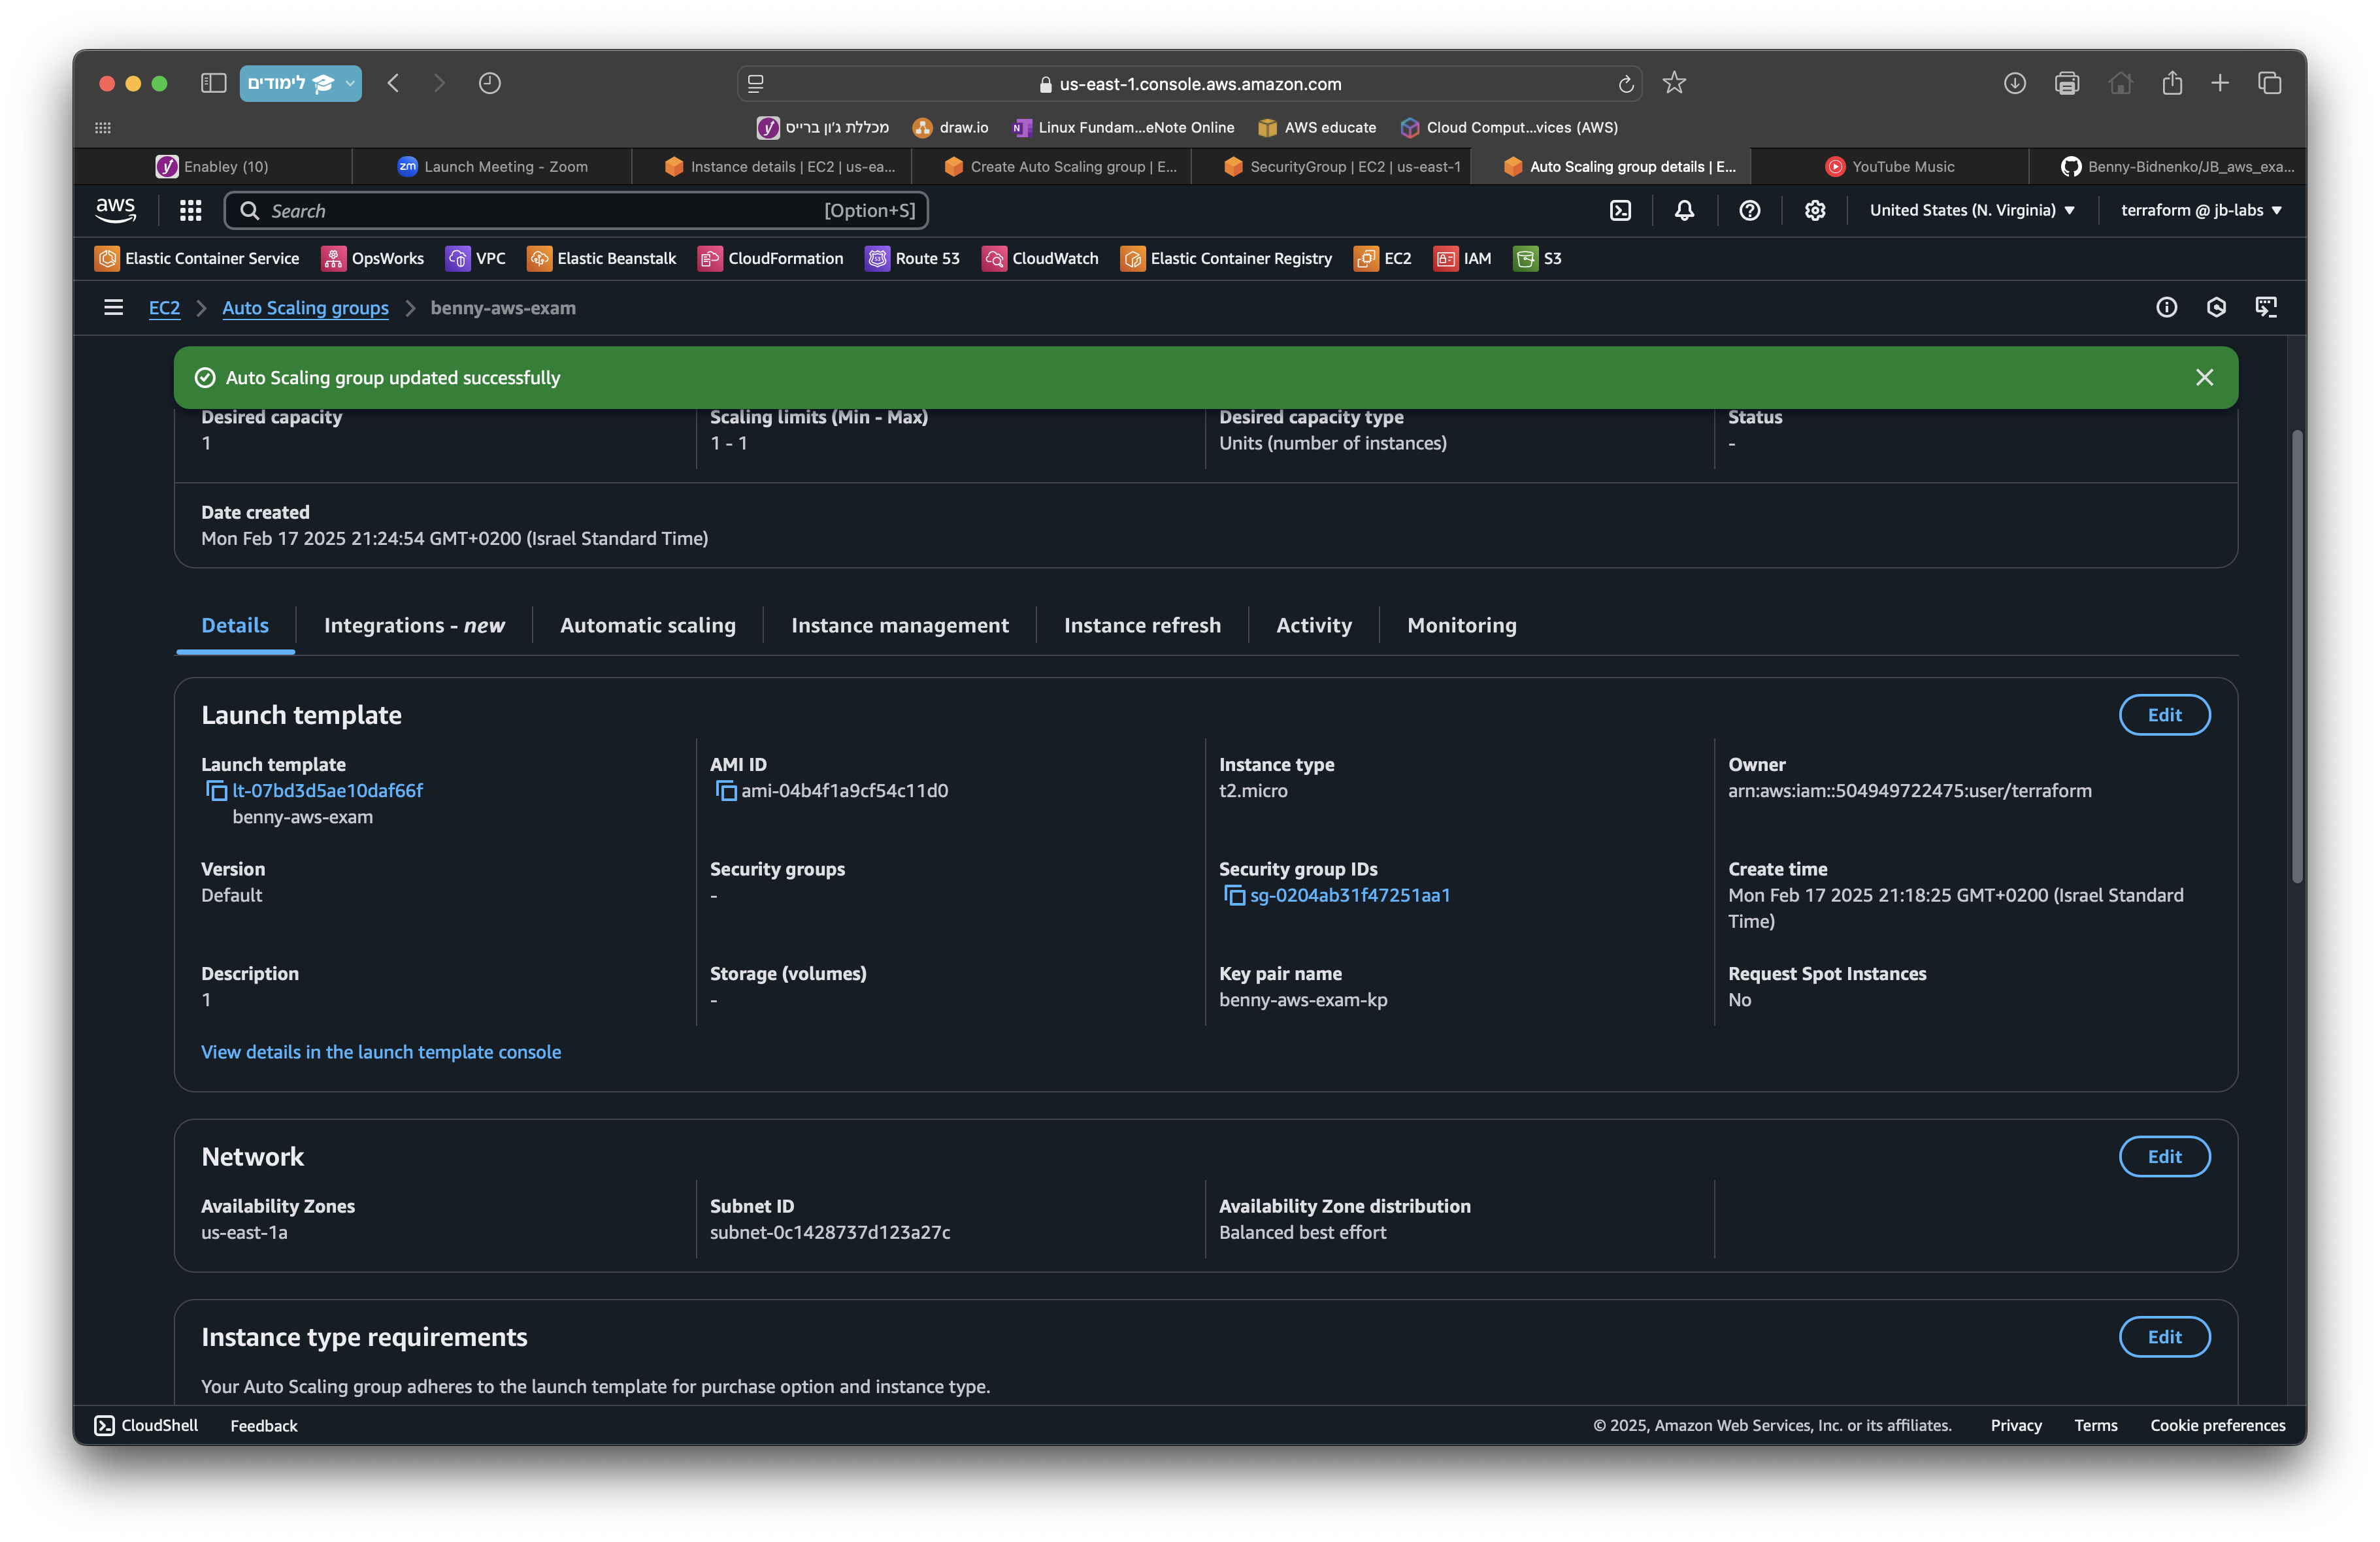 לימודים
us-east-1.console.aws.amazon.com
מכללת ג'ון ברייס
draw.io
Linux Fundam...eNote Online
AWS educate
Cloud Comput...vices (AWS)
Enabley (10)
zm Launch Meeting - Zoom
Instance details | EC2 | us-ea...
Create Auto Scaling group | E...
SecurityGroup | EC2 | us-east-1
Auto Scaling group details | E...
YouTube Music
Benny-Bidnenko/JB_aws_exa...
aws
Search [Option+S]
United States (N. Virginia)
terraform @ jb-labs
Elastic Container Service
OpsWorks
VPC
Elastic Beanstalk
CloudFormation
Route 53
CloudWatch
Elastic Container Registry
EC2
IAM
S3
EC2 > Auto Scaling groups > benny-aws-exam
Auto Scaling group updated successfully
Desired capacity
1
Scaling limits (Min - Max)
1 - 1
Desired capacity type
Units (number of instances)
Status
-
Date created
Mon Feb 17 2025 21:24:54 GMT+0200 (Israel Standard Time)
Details
Integrations - new
Automatic scaling
Instance management
Instance refresh
Activity
Monitoring
Launch template
Edit
Launch template
lt-07bd3d5ae10daf66f
benny-aws-exam
AMI ID
ami-04b4f1a9cf54c11d0
Instance type
t2.micro
Owner
arn:aws:iam::504949722475:user/terraform
Version
Default
Security groups
-
Security group IDs
sg-0204ab31f47251aa1
Create time
Mon Feb 17 2025 21:18:25 GMT+0200 (Israel Standard
Time)
Description
1
Storage (volumes)
-
Key pair name
benny-aws-exam-kp
Request Spot Instances
No
View details in the launch template console
Network
Edit
Availability Zones
us-east-1a
Subnet ID
subnet-0c1428737d123a27c
Availability Zone distribution
Balanced best effort
Instance type requirements
Edit
Your Auto Scaling group adheres to the launch template for purchase option and instance type.
CloudShell
Feedback
© 2025, Amazon Web Services, Inc. or its affiliates.
Privacy
Terms
Cookie preferences